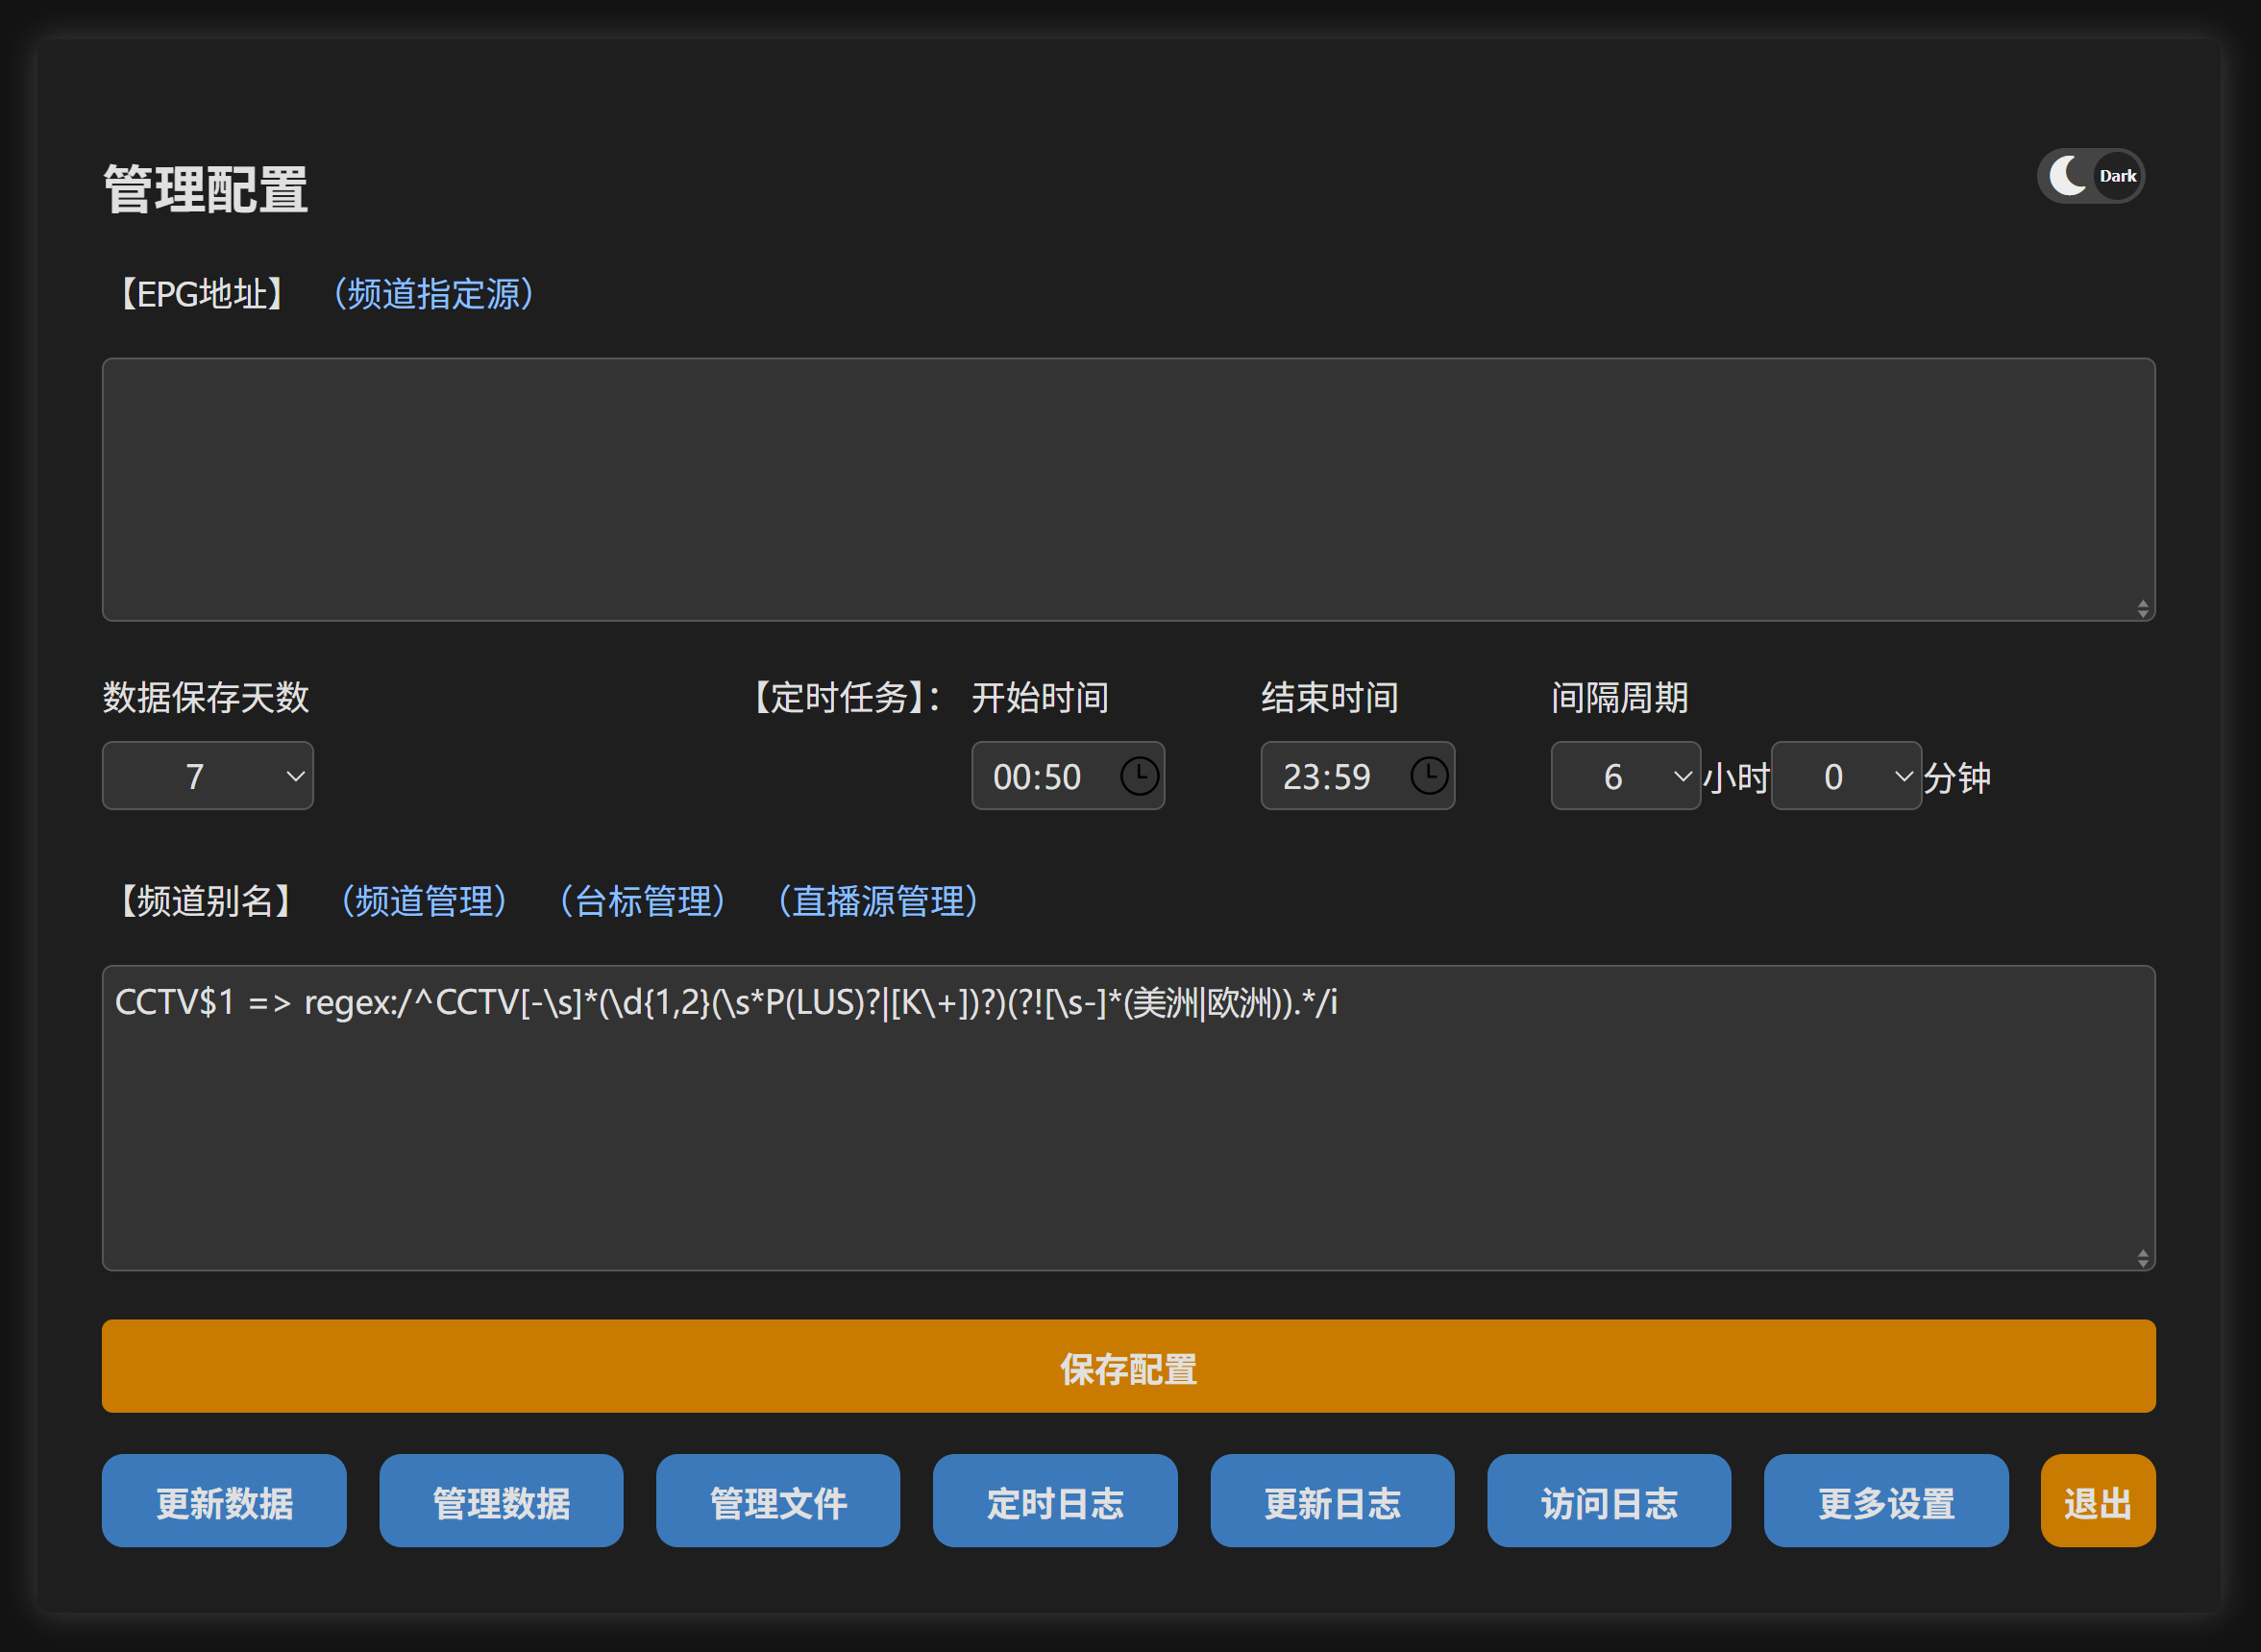 管理配置
Dark
【EPG地址】 （频道指定源）
数据保存天数 【定时任务】： 开始时间 结束时间 间隔周期
7 00:50 23:59 6 小时 0 分钟
【频道别名】 （频道管理） （台标管理） （直播源管理）
CCTV$1 => regex:/^CCTV[-\s]*(\d{1,2}(\s*P(LUS)?|[K\+])?)(?![\s-]*(美洲|欧洲)).*/i
保存配置
更新数据 管理数据 管理文件 定时日志 更新日志 访问日志 更多设置 退出